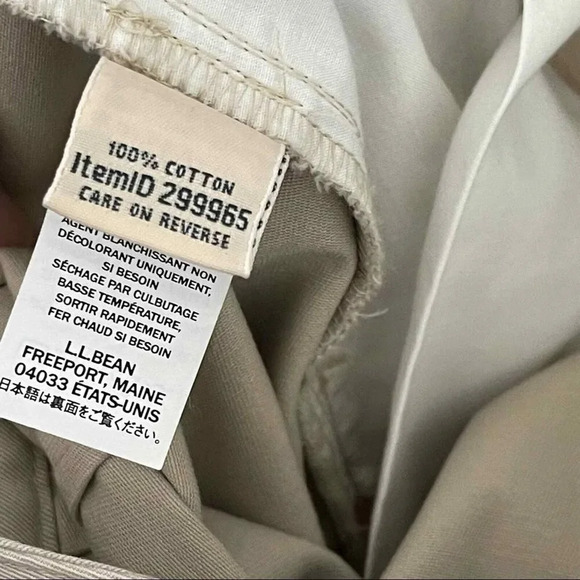 100% COTTON
ItemID 299965
CARE ON REVERSE
AGENT BLANCHISSANT NON
DÉCOLORANT UNIQUEMENT,
SI BESOIN
SÉCHAGE PAR CULBUTAGE
BASSE TEMPÉRATURE,
SORTIR RAPIDEMENT
FER CHAUD SI BESOIN
L.L.BEAN
FREEPORT, MAINE
04033 ÉTATS-UNIS
日本語は裏面をご覧ください。